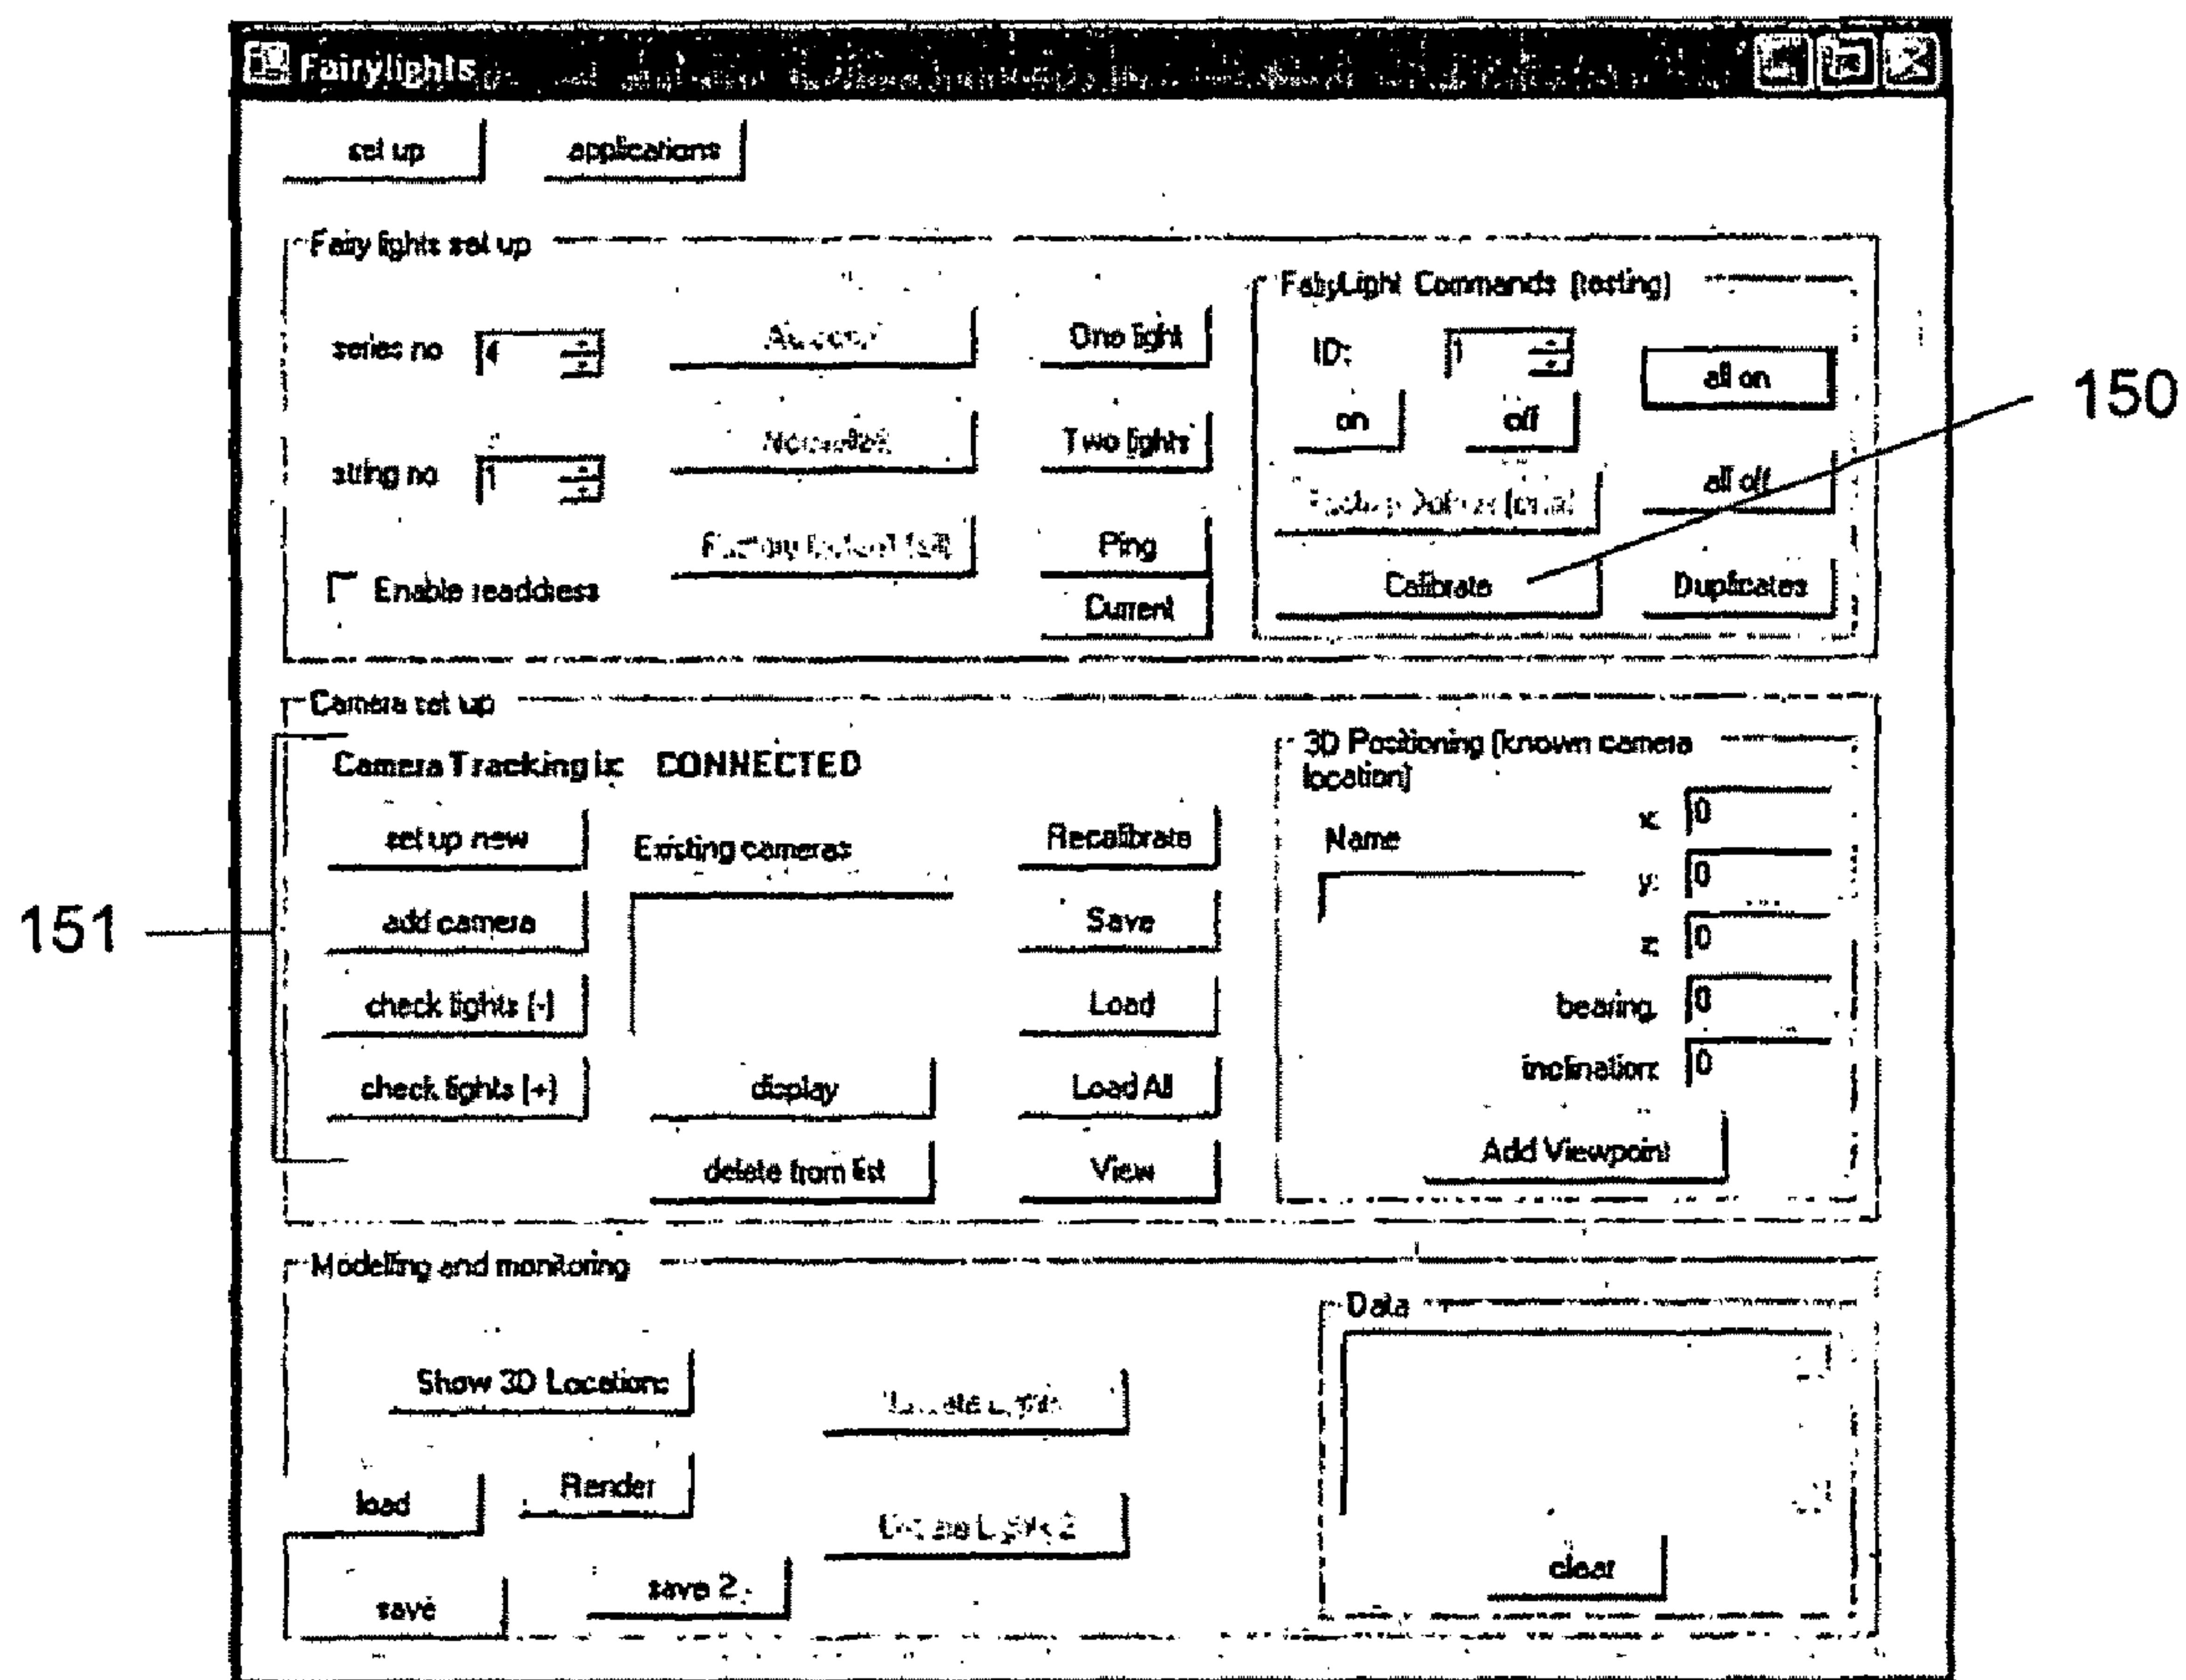 Fairylights
set up
applications
Fairy lights set up
series no
4
One light
string no
1
Two lights
Ping
Enable readdress
Current
FairyLight Commands (testing)
ID:
1
all on
on
off
all off
Calibrate
Duplicates
150
Camera set up
Camera Tracking is: CONNECTED
set up new
Existing cameras
Recalibrate
add camera
Save
check lights (-)
Load
check lights (+)
display
Load All
delete from list
View
151
3D Positioning (known camera
location)
Name
x:
0
y:
0
z:
0
bearing:
0
inclination:
0
Add Viewpoint
Modelling and monitoring
Show 3D Locations
load
Render
save
save 2
Data
clear